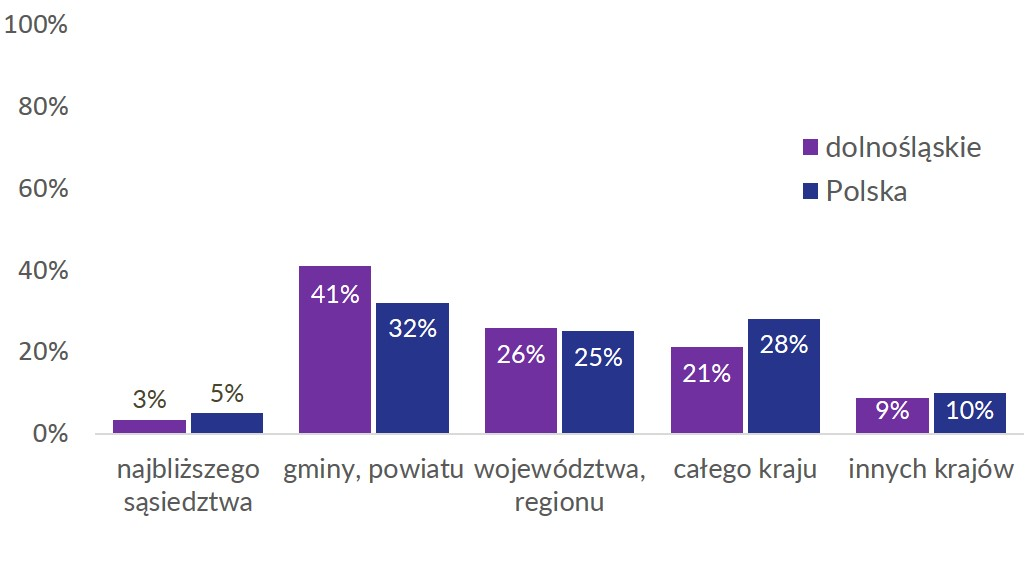 100%
80%
60%
40%
20%
0%
dolnośląskie
Polska
3%
5%
41%
32%
26%
25%
21%
28%
9%
10%
najbliższego
sąsiedztwa
gminy, powiatu
województwa,
regionu
całego kraju
innych krajów